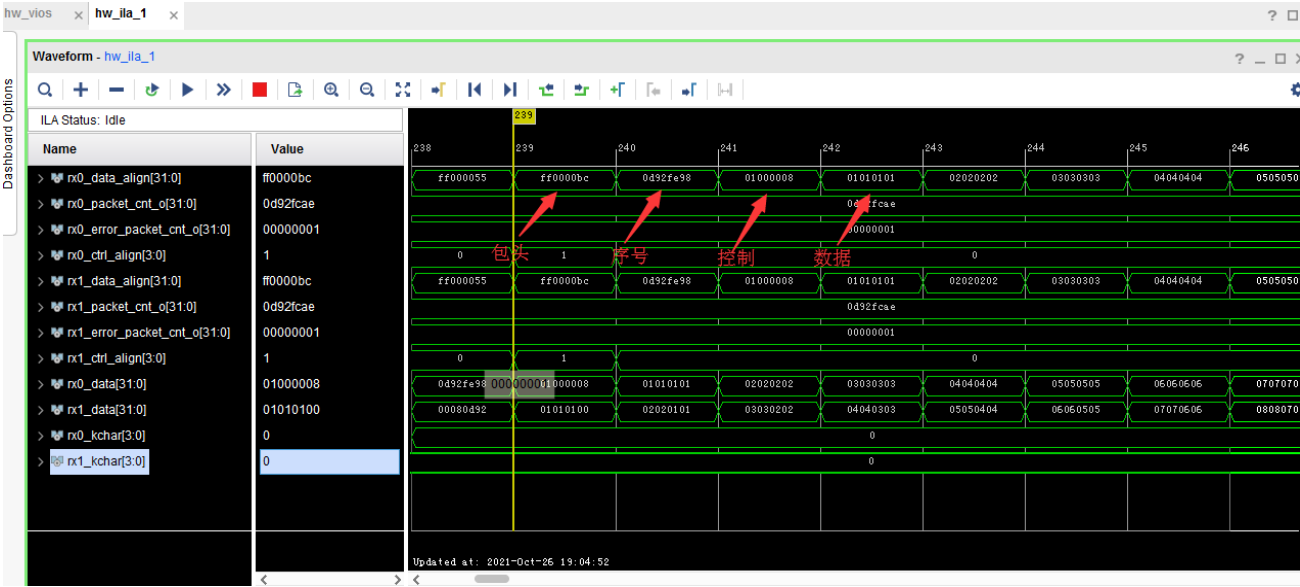 hw_vios × hw_ila_1 × ?
Dashboard Options
Waveform - hw_ila_1 ?
ILA Status: Idle 239
Name Value 238 239 240 241 242 243 244 245 246
rx0_data_align[31:0] ff0000bc ff000055 ff0000bc 0d92fe98 01000008 01010101 02020202 03030303 04040404 0505050
rx0_packet_cnt_o[31:0] 0d92fcae 0d92fcae
rx0_error_packet_cnt_o[31:0] 00000001 00000001
包头 序号 控制 数据
rx0_ctrl_align[3:0] 1 0 1 0
rx1_data_align[31:0] ff0000bc ff000055 ff0000bc 0d92fe98 01000008 01010101 02020202 03030303 04040404 0505050
rx1_packet_cnt_o[31:0] 0d92fcae 0d92fcae
rx1_error_packet_cnt_o[31:0] 00000001 00000001
rx1_ctrl_align[3:0] 1 0 1 0
rx0_data[31:0] 01000008 0d92fe98 01000008 01010101 02020202 03030303 04040404 05050505 06060606 0707070
rx1_data[31:0] 01010100 00080d92 01010100 02020101 03030202 04040303 05050404 06060505 07070606 0808070
rx0_kchar[3:0] 0 0
rx1_kchar[3:0] 0 0
Updated at: 2021-Oct-26 19:04:52